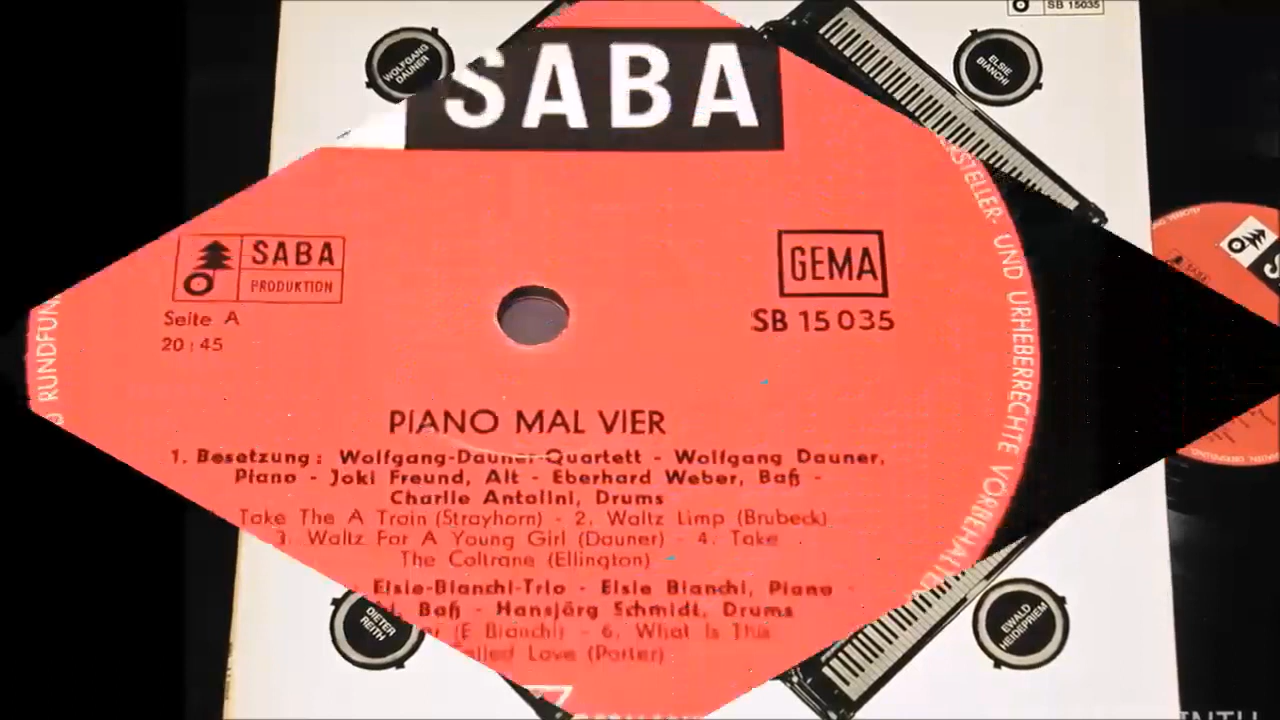 SB 15035
WOLFGANG
DAUNER
ELSIE
BIANCHI
SABA
RSTELLER- UND URHEBERRECHTE VORBEHALTEN
SABA
PRODUKTION
GEMA
Seite A
SB 15 035
20 : 45
RUNDFUN
PIANO MAL VIER
1. Besetzung: Wolfgang-Dauner-Quartett - Wolfgang Dauner,
Piano - Joki Freund, Alt - Eberhard Weber, Baß -
Charlie Antolini, Drums
Take The A Train (Strayhorn) - 2. Waltz Limp (Brubeck)
3. Waltz For A Young Girl (Dauner) - 4. Take
The Coltrane (Ellington)
Elsie-Bianchi-Trio - Elsie Bianchi, Piano -
Baß - Hansjörg Schmidt, Drums
(E Bianchi) - 6. What Is This
Called Love (Porter)
DIETER
REITH
EWALD
HEIDEPRIEM